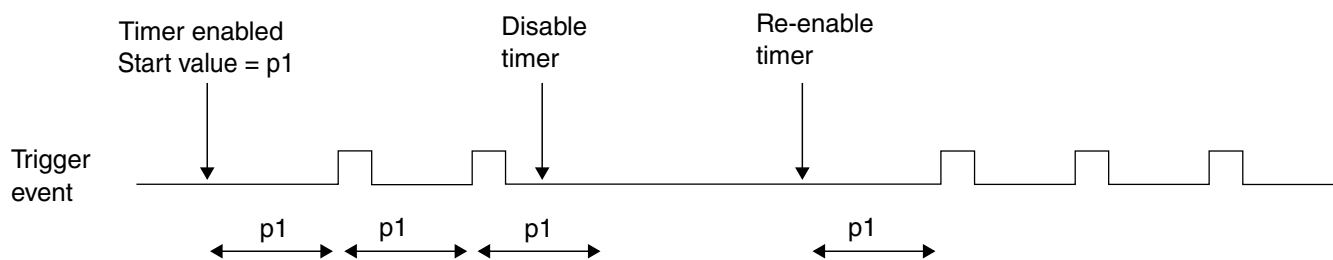 Timer enabled
Start value = p1
Disable
timer
Re-enable
timer
Trigger
event
p1
p1
p1
p1